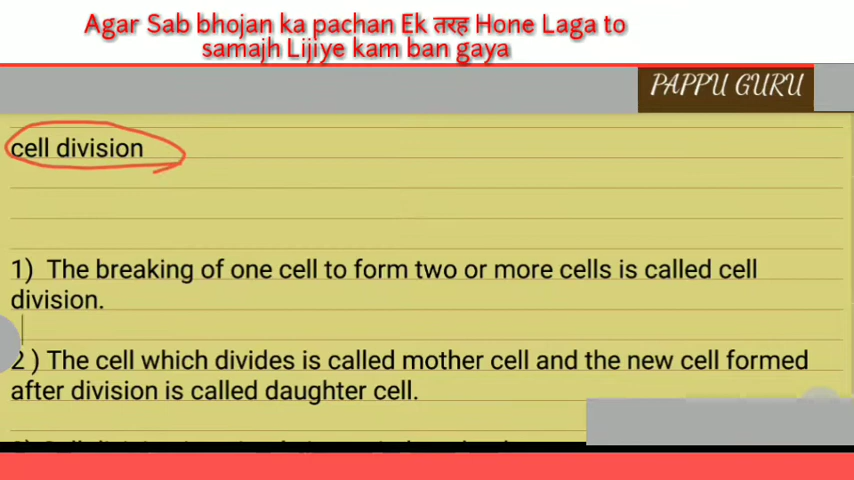 Agar Sab bhojan ka pachan Ek तरह Hone Laga to
samajh Lijiye kam ban gaya
PAPPU GURU
cell division
1) The breaking of one cell to form two or more cells is called cell
division.
2 ) The cell which divides is called mother cell and the new cell formed
after division is called daughter cell.